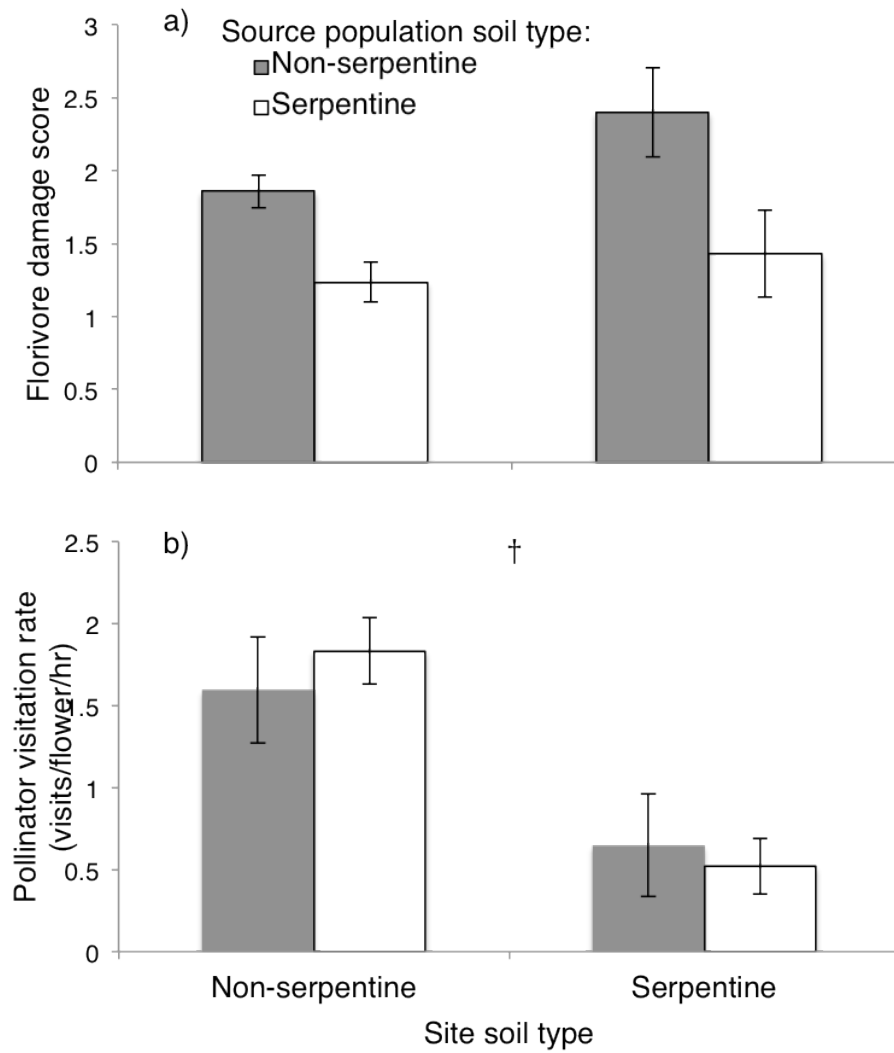 a)
Source population soil type:
Non-serpentine
Serpentine
Florivore damage score
3
2.5
2
1.5
1
0.5
0
b)
†
Pollinator visitation rate
(visits/flower/hr)
2.5
2
1.5
1
0.5
0
Non-serpentine
Serpentine
Site soil type